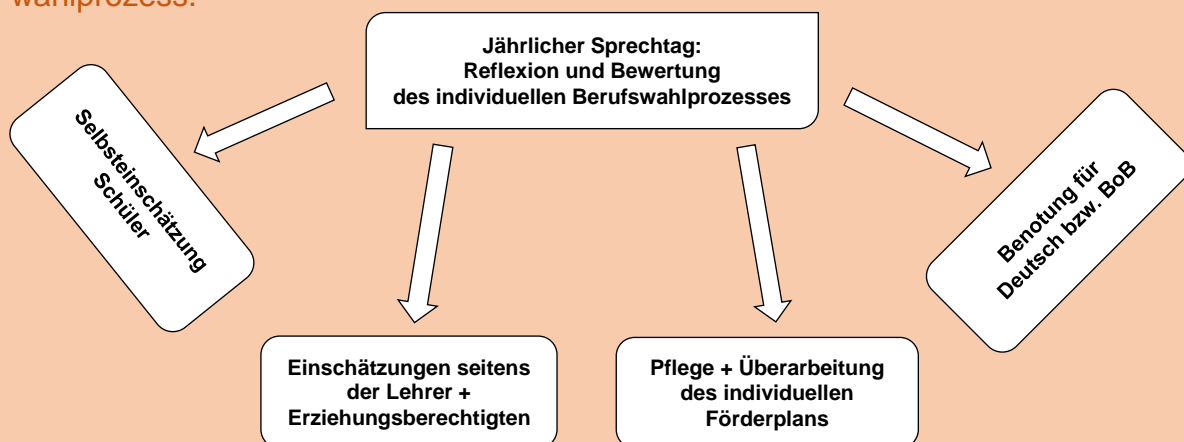 wahlprozess.
Jährlicher Sprechtag:
Reflexion und Bewertung
des individuellen Berufswahlprozesses
Selbsteinschätzung
Schüler
Benotung für
Deutsch bzw. BoB
Einschätzungen seitens
der Lehrer +
Erziehungsberechtigten
Pflege + Überarbeitung
des individuellen
Förderplans